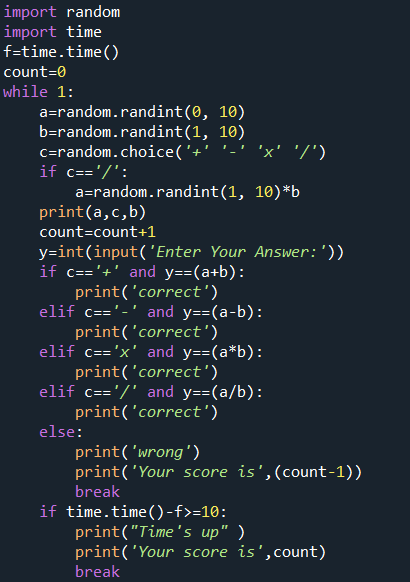 import random
import time
f=time.time()
count=0
while 1:
    a=random.randint(0, 10)
    b=random.randint(1, 10)
    c=random.choice('+' '-' 'x' '/')
    if c=='/':
        a=random.randint(1, 10)*b
    print(a,c,b)
    count=count+1
    y=int(input('Enter Your Answer:'))
    if c=='+' and y==(a+b):
        print('correct')
    elif c=='-' and y==(a-b):
        print('correct')
    elif c=='x' and y==(a*b):
        print('correct')
    elif c=='/' and y==(a/b):
        print('correct')
    else:
        print('wrong')
        print('Your score is',(count-1))
        break
    if time.time()-f>=10:
        print("Time's up" )
        print('Your score is',count)
        break